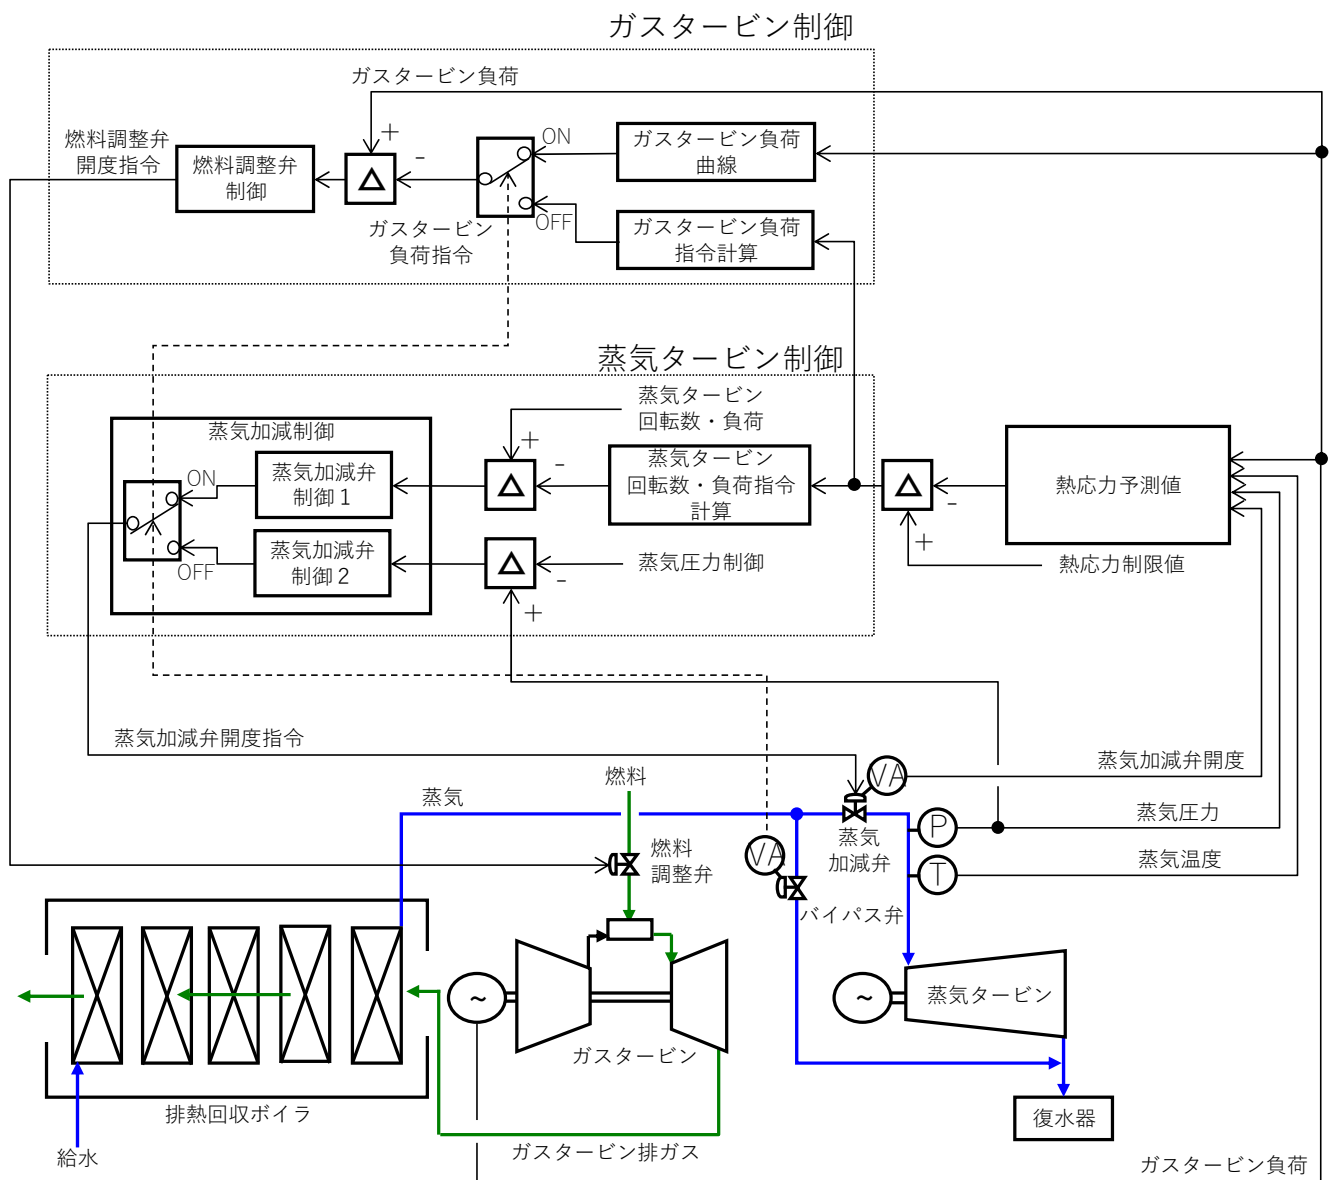 ガスタービン制御
ガスタービン負荷
燃料調整弁
開度指令
燃料調整弁
制御
+
-
ON
OFF
ガスタービン負荷
曲線
ガスタービン負荷
指令計算
ガスタービン
負荷指令
蒸気タービン制御
蒸気タービン
回転数・負荷
蒸気加減制御
ON
OFF
蒸気加減弁
制御1
蒸気加減弁
制御2
+
-
蒸気タービン
回転数・負荷指令
計算
-
+
熱応力予測値
熱応力制限値
蒸気圧力制御
-
+
蒸気加減弁開度指令
燃料
蒸気
VA
蒸気加減弁開度
P
蒸気圧力
T
蒸気温度
蒸気
加減弁
燃料
調整弁
VA
バイパス弁
~
ガスタービン
~
蒸気タービン
復水器
排熱回収ボイラ
給水
ガスタービン排ガス
ガスタービン負荷